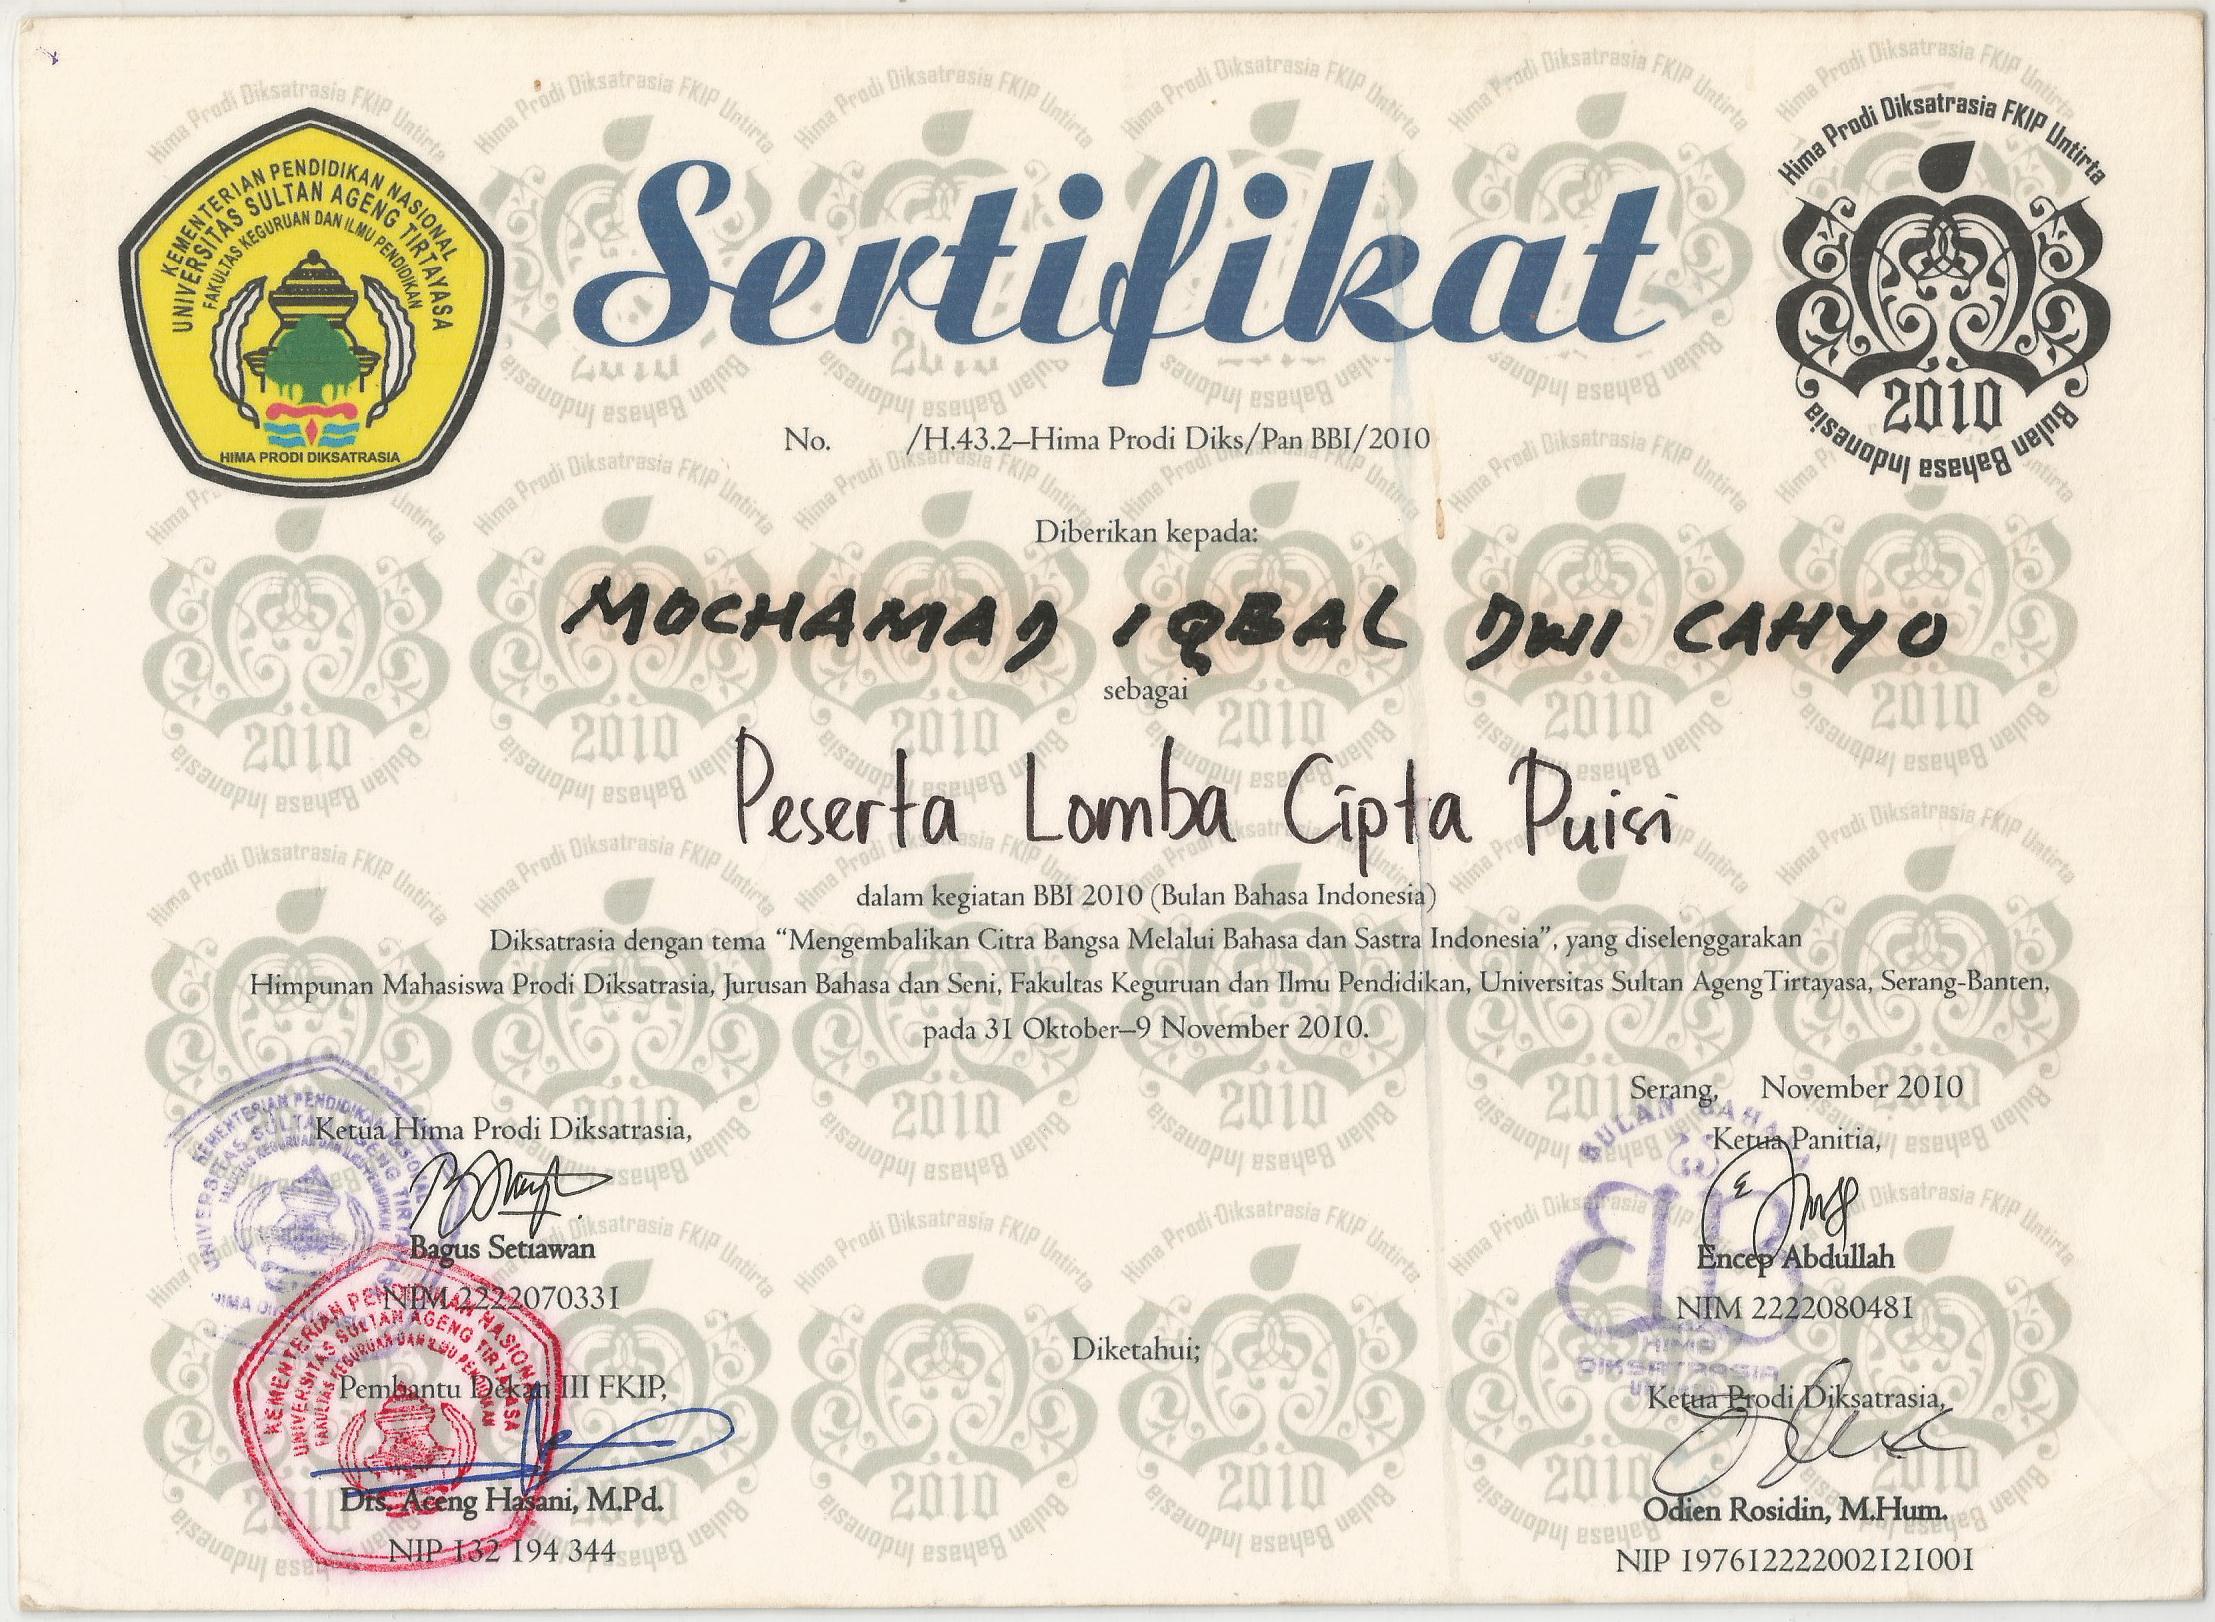 KEMENTERIAN PENDIDIKAN NASIONAL
UNIVERSITAS SULTAN AGENG TIRTAYASA
FAKULTAS KEGURUAN DAN ILMU PENDIDIKAN
HIMA PRODI DIKSATRASIA
Sertifikat
Hima Prodi Diksatrasia FKIP Untirta
2010
Bulan Bahasa Indonesia
No. /H.43.2–Hima Prodi Diks/Pan BBI/2010
Diberikan kepada:
MOCHAMAD IQBAL DWI CAHYO
sebagai
Peserta Lomba Cipta Puisi
dalam kegiatan BBI 2010 (Bulan Bahasa Indonesia)
Diksatrasia dengan tema “Mengembalikan Citra Bangsa Melalui Bahasa dan Sastra Indonesia”, yang diselenggarakan
Himpunan Mahasiswa Prodi Diksatrasia, Jurusan Bahasa dan Seni, Fakultas Keguruan dan Ilmu Pendidikan, Universitas Sultan Ageng Tirtayasa, Serang-Banten,
pada 31 Oktober–9 November 2010.
Serang, November 2010
Ketua Hima Prodi Diksatrasia,
Bagus Setiawan
NIM 2222070331
Ketua Panitia,
Encep Abdullah
NIM 2222080481
Diketahui;
Pembantu Dekan III FKIP,
Drs. Aceng Hasani, M.Pd.
NIP 132 194 344
Ketua Prodi Diksatrasia,
Odien Rosidin, M.Hum.
NIP 197612222002121001
KEMENTERIAN PENDIDIKAN NASIONAL
UNIVERSITAS SULTAN AGENG TIRTAYASA
FAKULTAS KEGURUAN DAN ILMU PENDIDIKAN
BULAN BAHASA
HIMA
DIKSATRASIA